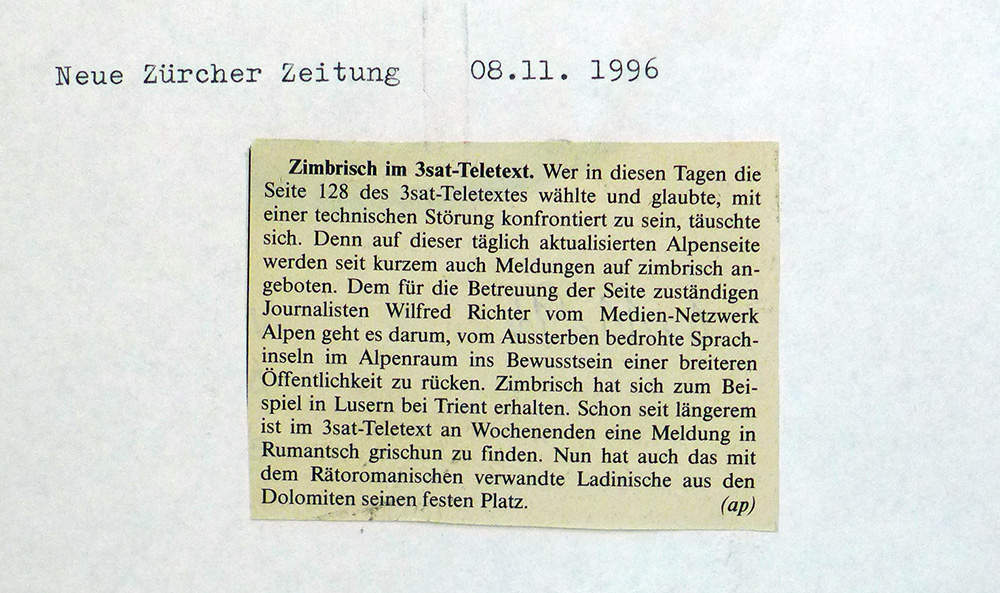 Neue Zürcher Zeitung 08.11. 1996
Zimbrisch im 3sat-Teletext. Wer in diesen Tagen die
Seite 128 des 3sat-Teletextes wählte und glaubte, mit
einer technischen Störung konfrontiert zu sein, täuschte
sich. Denn auf dieser täglich aktualisierten Alpenseite
werden seit kurzem auch Meldungen auf zimbrisch an-
geboten. Dem für die Betreuung der Seite zuständigen
Journalisten Wilfred Richter vom Medien-Netzwerk
Alpen geht es darum, vom Aussterben bedrohte Sprach-
inseln im Alpenraum ins Bewusstsein einer breiteren
Öffentlichkeit zu rücken. Zimbrisch hat sich zum Bei-
spiel in Lusern bei Trient erhalten. Schon seit längerem
ist im 3sat-Teletext an Wochenenden eine Meldung in
Rumantsch grischun zu finden. Nun hat auch das mit
dem Rätoromanischen verwandte Ladinische aus den
Dolomiten seinen festen Platz. (ap)